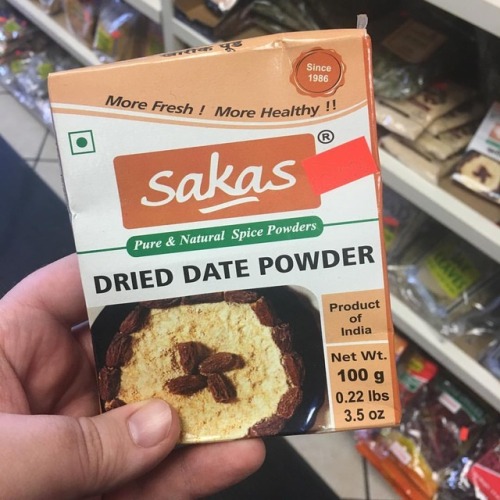 खारीक पूड
Since
1986
More Fresh ! More Healthy !!
®
Sakas
Pure & Natural Spice Powders
DRIED DATE POWDER
Product
of
India
Net Wt.
100 g
0.22 lbs
3.5 oz